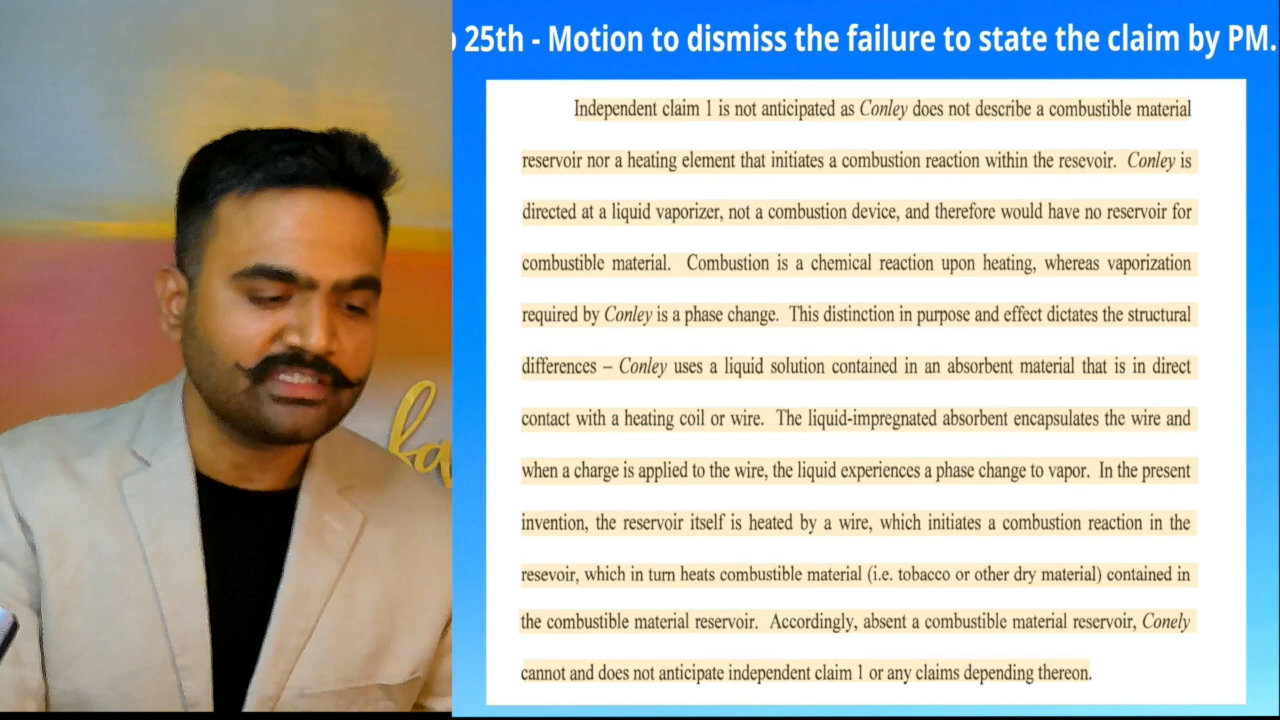 25th - Motion to dismiss the failure to state the claim by PM.
Independent claim 1 is not anticipated as Conley does not describe a combustible material
reservoir nor a heating element that initiates a combustion reaction within the resevoir. Conley is
directed at a liquid vaporizer, not a combustion device, and therefore would have no reservoir for
combustible material. Combustion is a chemical reaction upon heating, whereas vaporization
required by Conley is a phase change. This distinction in purpose and effect dictates the structural
differences – Conley uses a liquid solution contained in an absorbent material that is in direct
contact with a heating coil or wire. The liquid-impregnated absorbent encapsulates the wire and
when a charge is applied to the wire, the liquid experiences a phase change to vapor. In the present
invention, the reservoir itself is heated by a wire, which initiates a combustion reaction in the
resevoir, which in turn heats combustible material (i.e. tobacco or other dry material) contained in
the combustible material reservoir. Accordingly, absent a combustible material reservoir, Conely
cannot and does not anticipate independent claim 1 or any claims depending thereon.